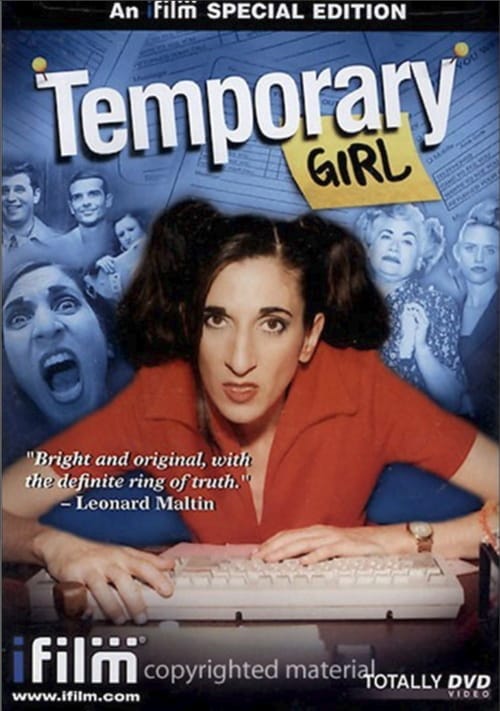 An ifilm SPECIAL EDITION
Temporary
GIRL
"Bright and original, with
the definite ring of truth."
– Leonard Maltin
ifilm®
copyrighted material
www.ifilm.com
TOTALLY DVD
VIDEO